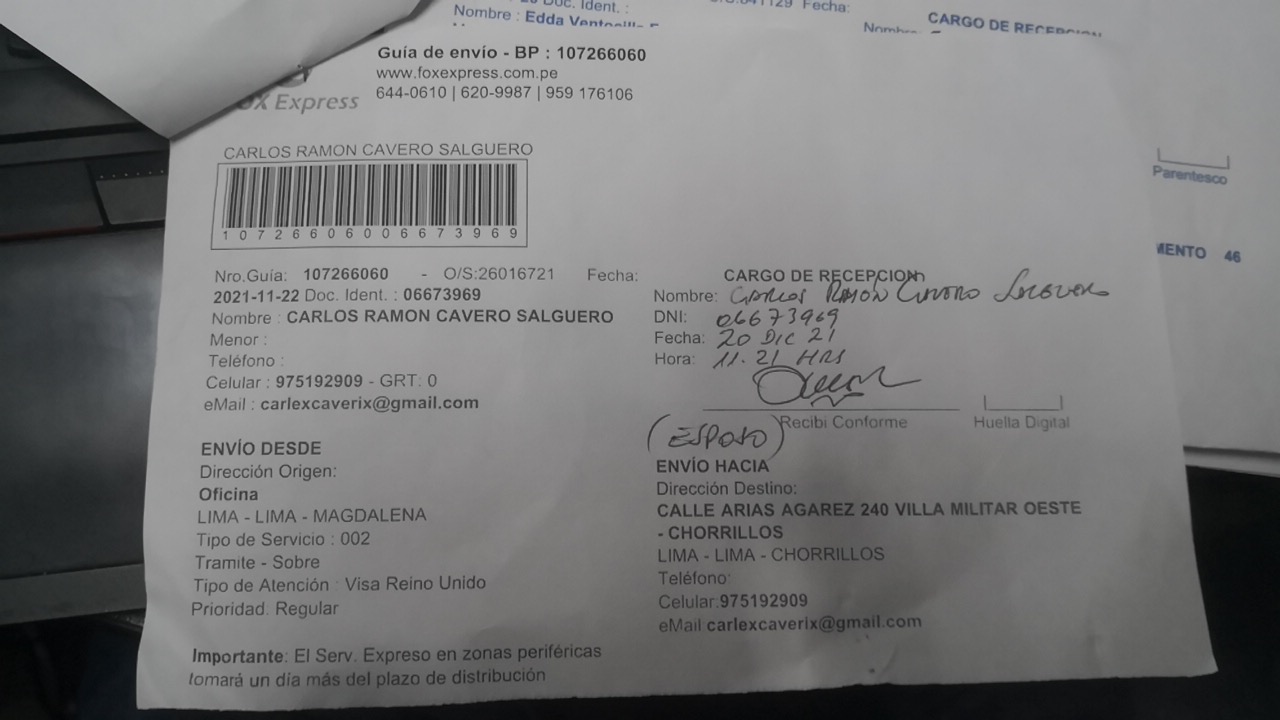 Doc. Ident. :
Nombre : Edda
Fecha:
CARGO DE RECEPCION
Guía de envío - BP : 107266060
www.foxexpress.com.pe
644-0610 | 620-9987 | 959 176106
Express
CARLOS RAMON CAVERO SALGUERO
10726606006673969
Parentesco
46
Nro.Guía: 107266060 - O/S:26016721 Fecha:
2021-11-22 Doc. Ident. : 06673969
Nombre : CARLOS RAMON CAVERO SALGUERO
Menor :
Teléfono :
Celular : 975192909 - GRT: 0
eMail : carlexcaverix@gmail.com
CARGO DE RECEPCION
Nombre: CARLOS RAMON CAVERO SALGUERO
DNI: 06673969
Fecha: 20 DIC 21
Hora: 11.21 HRS
Recibi Conforme
Huella Digital
(ESPOSO)
ENVÍO DESDE
Dirección Origen:
Oficina
LIMA - LIMA - MAGDALENA
Tipo de Servicio : 002
Tramite - Sobre
Tipo de Atención : Visa Reino Unido
Prioridad. Regular
ENVÍO HACIA
Dirección Destino:
CALLE ARIAS AGAREZ 240 VILLA MILITAR OESTE
- CHORRILLOS
LIMA - LIMA - CHORRILLOS
Teléfono:
Celular:975192909
eMail:carlexcaverix@gmail.com
Importante: El Serv. Expreso en zonas periféricas
tomará un día más del plazo de distribución